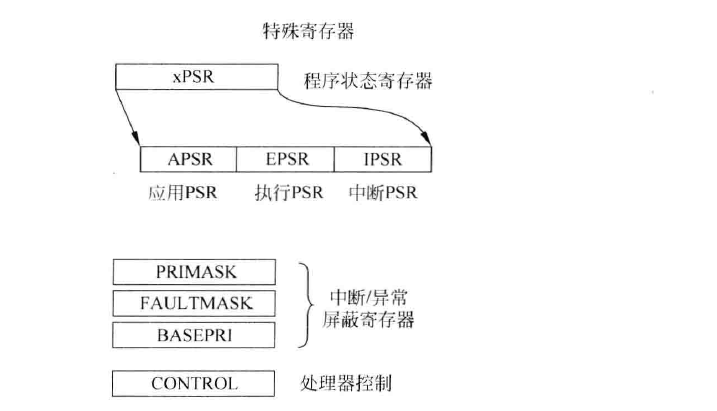 特殊寄存器
xPSR 程序状态寄存器
APSR EPSR IPSR
应用PSR 执行PSR 中断PSR
PRIMASK
FAULTMASK
BASEPRI
中断/异常
屏蔽寄存器
CONTROL 处理器控制